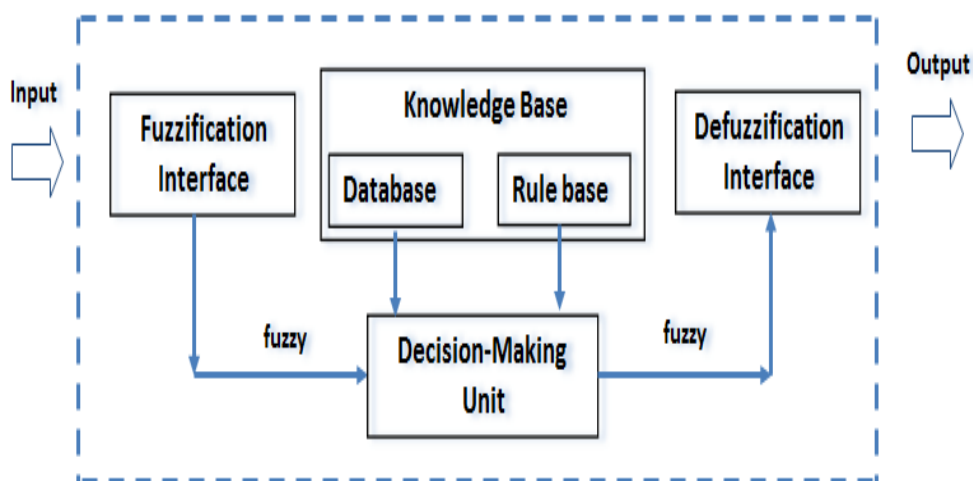 Input
Fuzzification
Interface
Knowledge Base
Database
Rule base
Defuzzification
Interface
Output
fuzzy
Decision-Making
Unit
fuzzy